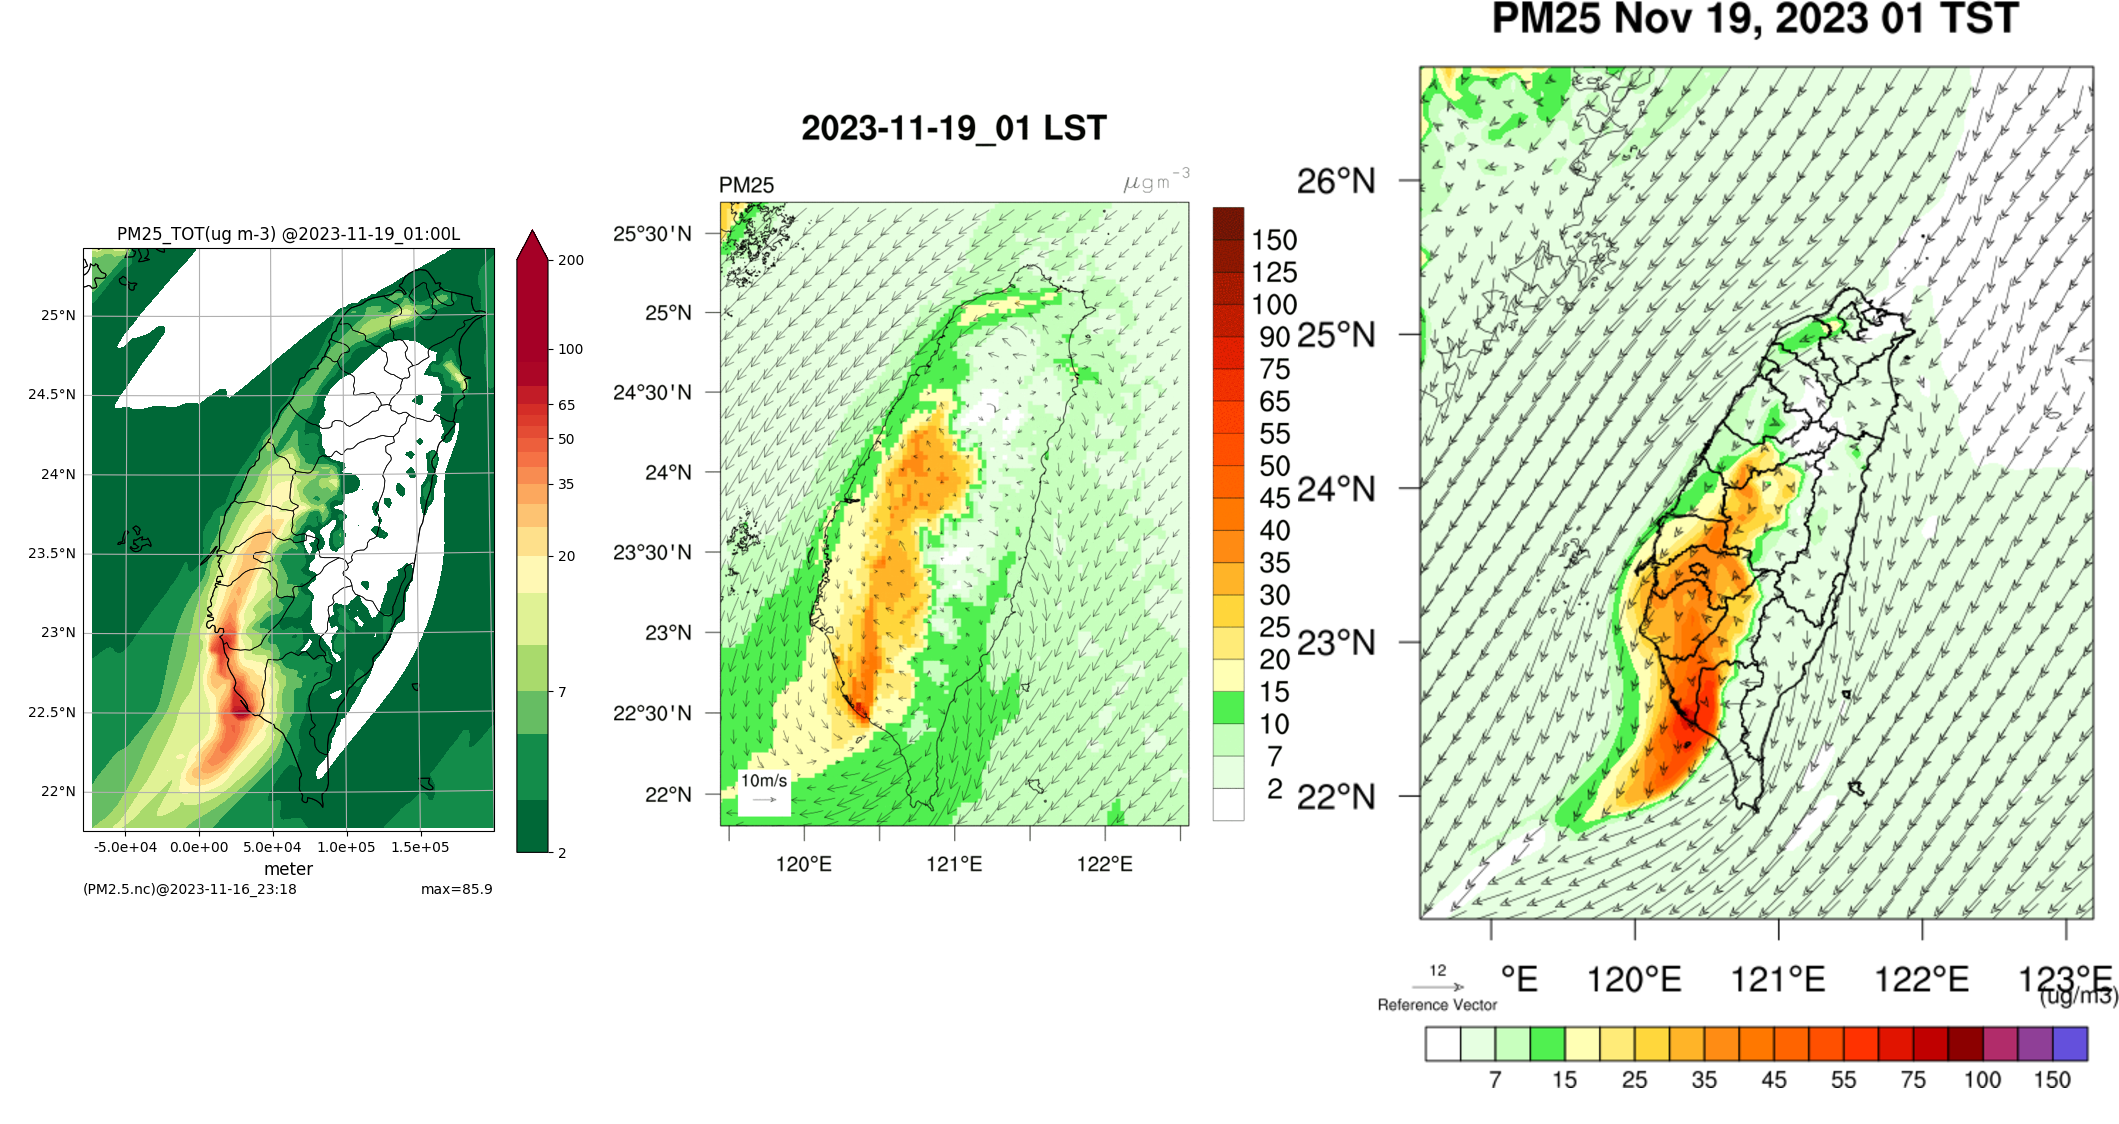 PM25_TOT(ug m-3) @2023-11-19_01:00L
25°N
24.5°N
24°N
23.5°N
23°N
22.5°N
22°N
-5.0e+04 0.00e+00 5.0e+04 1.0e+05 1.5e+05
meter
(PM2.5.nc)@2023-11-16_23:18 max=85.9
200
100
65
50
35
20
7
2
2023-11-19_01 LST
PM25 μgm⁻³
25°30'N
25°N
24°30'N
24°N
23°30'N
23°N
22°30'N
22°N
10m/s
120°E 121°E 122°E
150
125
100
90
75
65
55
50
45
40
35
30
25
20
15
10
7
2
PM25 Nov 19, 2023 01 TST
26°N
25°N
24°N
23°N
22°N
°E 120°E 121°E 122°E 123°E
12
Reference Vector
(ug/m3)
7 15 25 35 45 55 75 100 150